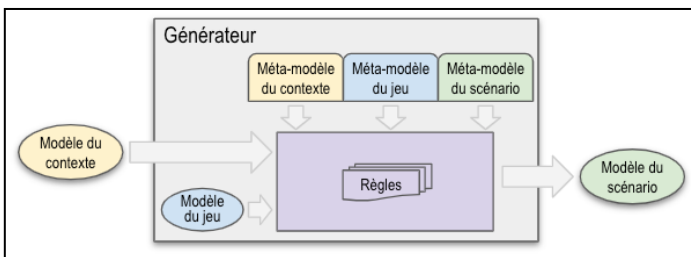 Générateur
Méta-modèle
du contexte
Méta-modèle
du jeu
Méta-modèle
du scénario
Modèle du
contexte
Règles
Modèle du
scénario
Modèle
du jeu